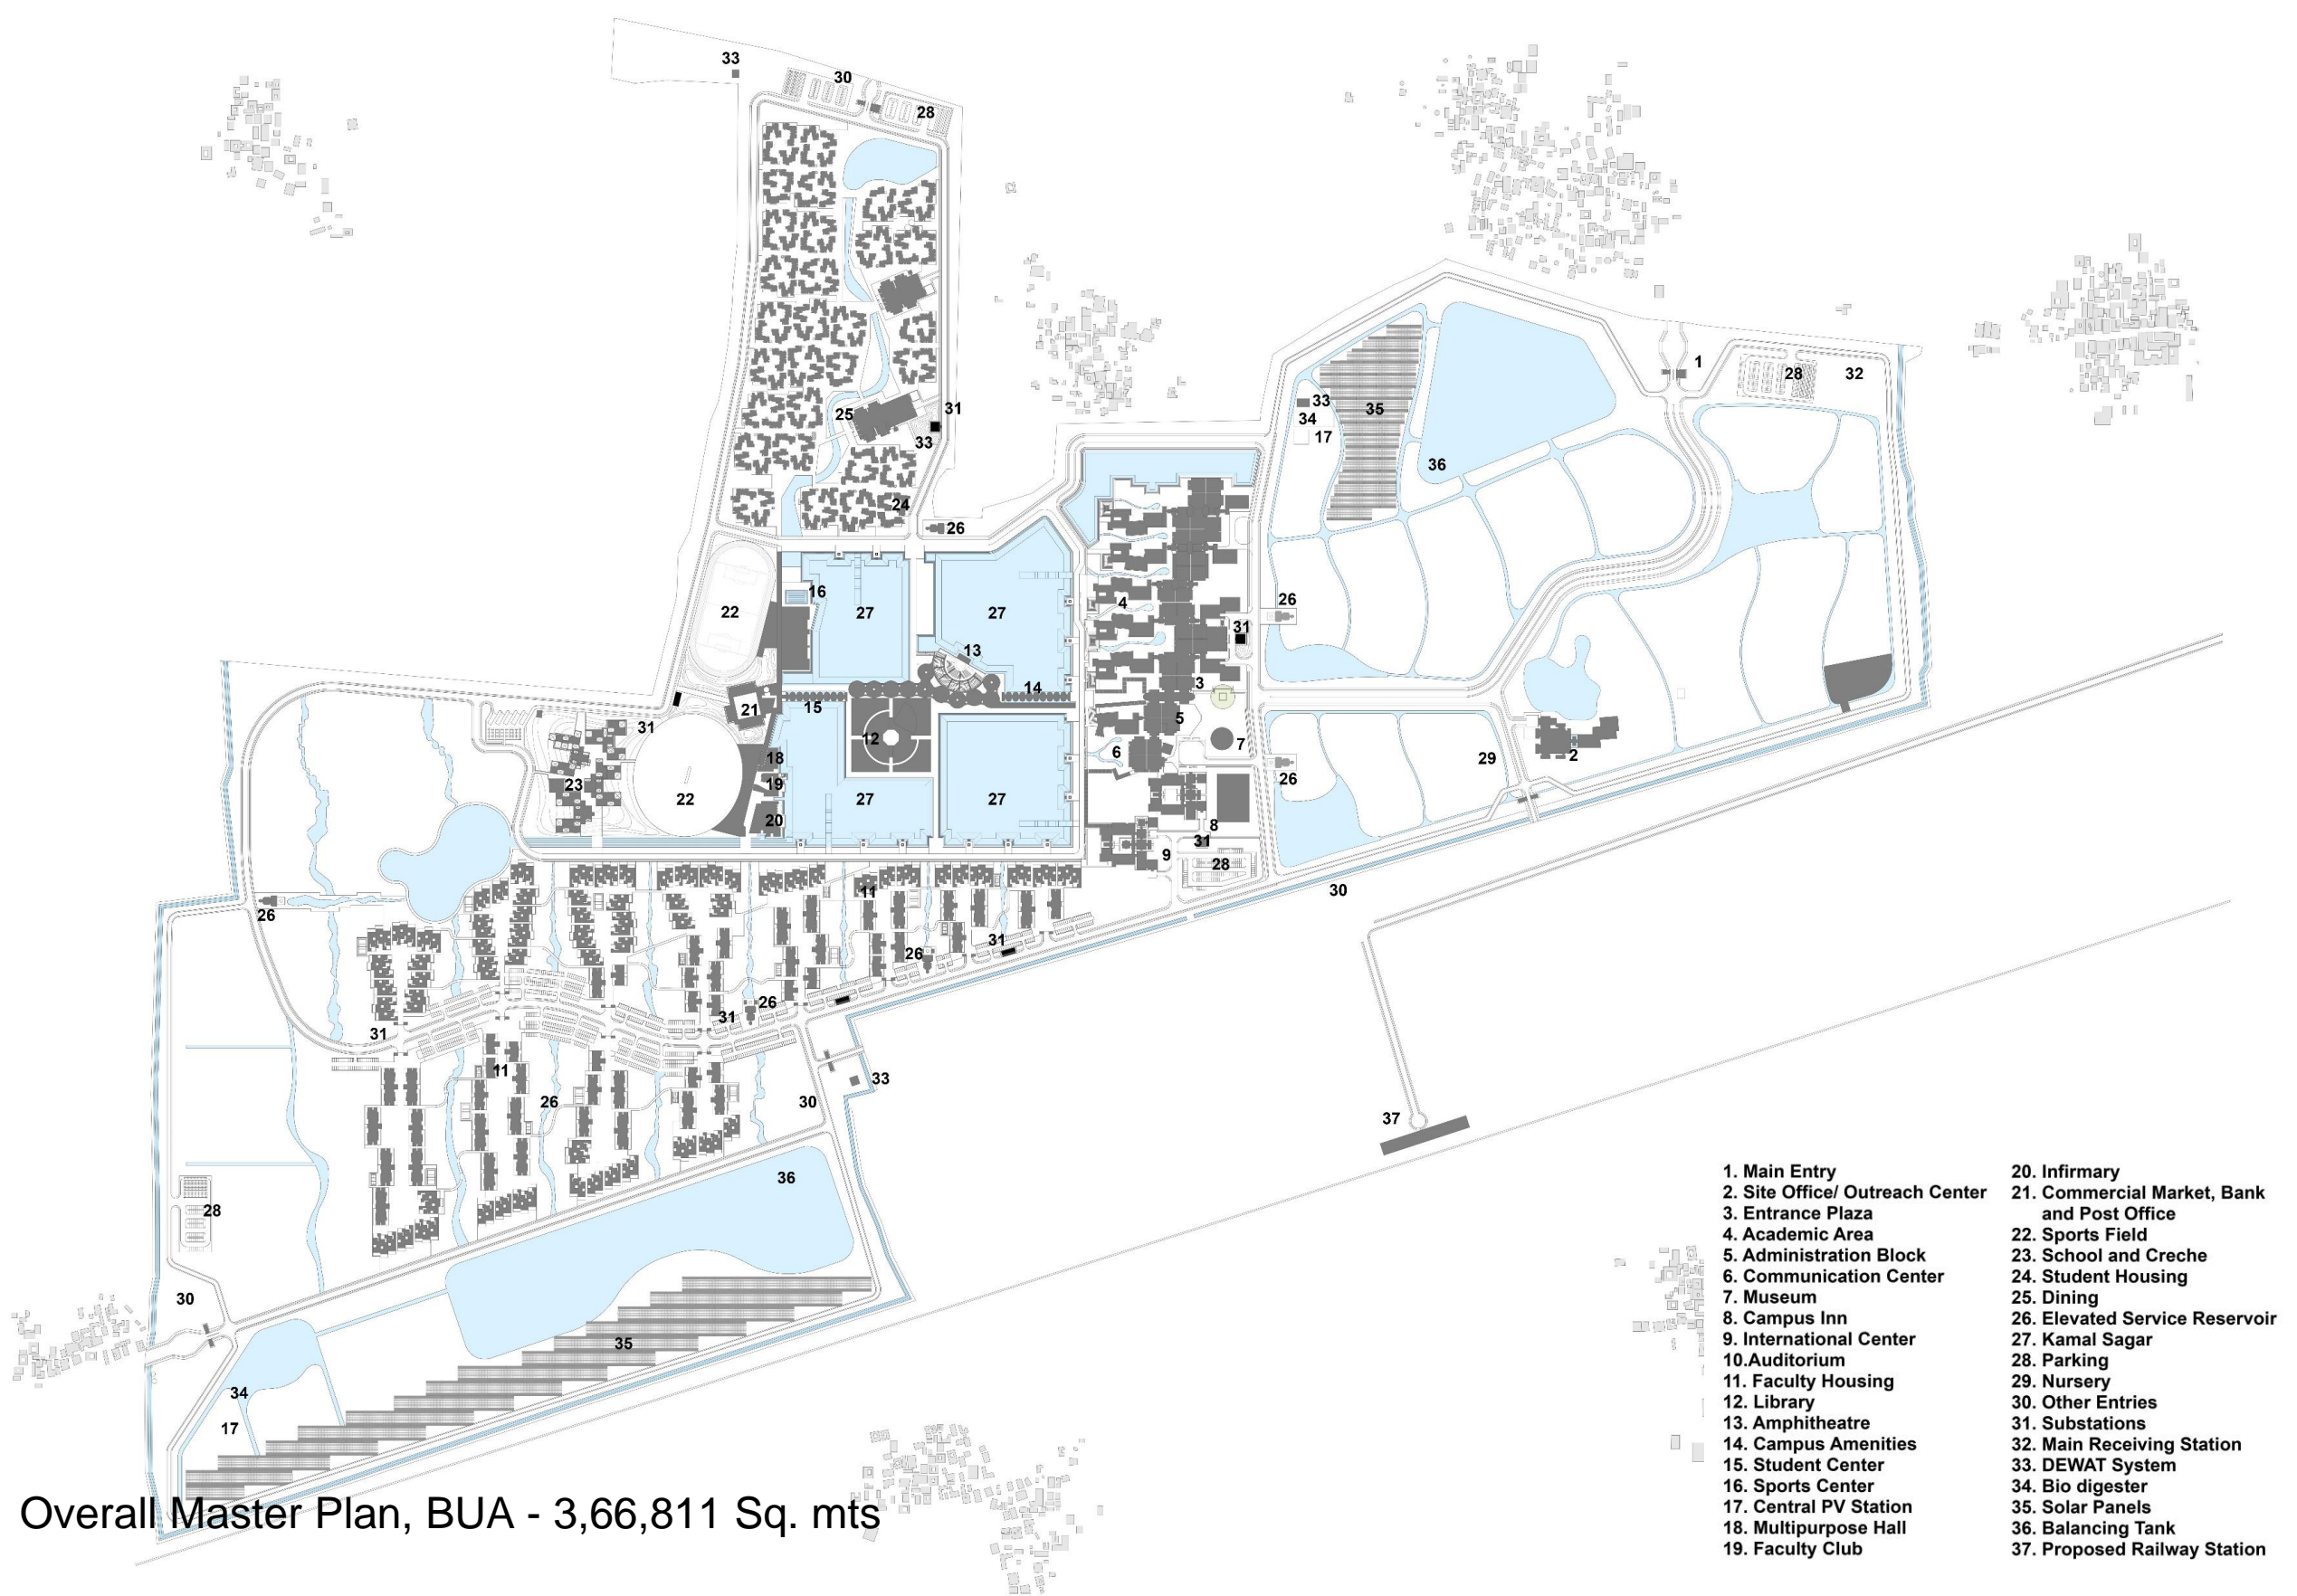 33
30
28
1
28
32
33
31
35
25
34
33
17
36
24
26
16
4
26
22
27
27
31
13
3
14
15
21
5
12
7
31
6
18
29
2
23
19
26
22
27
27
20
8
31
9
28
11
30
26
31
26
26
31
31
11
33
26
30
37
36
28
30
35
34
17
1. Main Entry
2. Site Office/ Outreach Center
3. Entrance Plaza
4. Academic Area
5. Administration Block
6. Communication Center
7. Museum
8. Campus Inn
9. International Center
10.Auditorium
11. Faculty Housing
12. Library
13. Amphitheatre
14. Campus Amenities
15. Student Center
16. Sports Center
17. Central PV Station
18. Multipurpose Hall
19. Faculty Club
20. Infirmary
21. Commercial Market, Bank
and Post Office
22. Sports Field
23. School and Creche
24. Student Housing
25. Dining
26. Elevated Service Reservoir
27. Kamal Sagar
28. Parking
29. Nursery
30. Other Entries
31. Substations
32. Main Receiving Station
33. DEWAT System
34. Bio digester
35. Solar Panels
36. Balancing Tank
37. Proposed Railway Station
Overall Master Plan, BUA - 3,66,811 Sq. mts